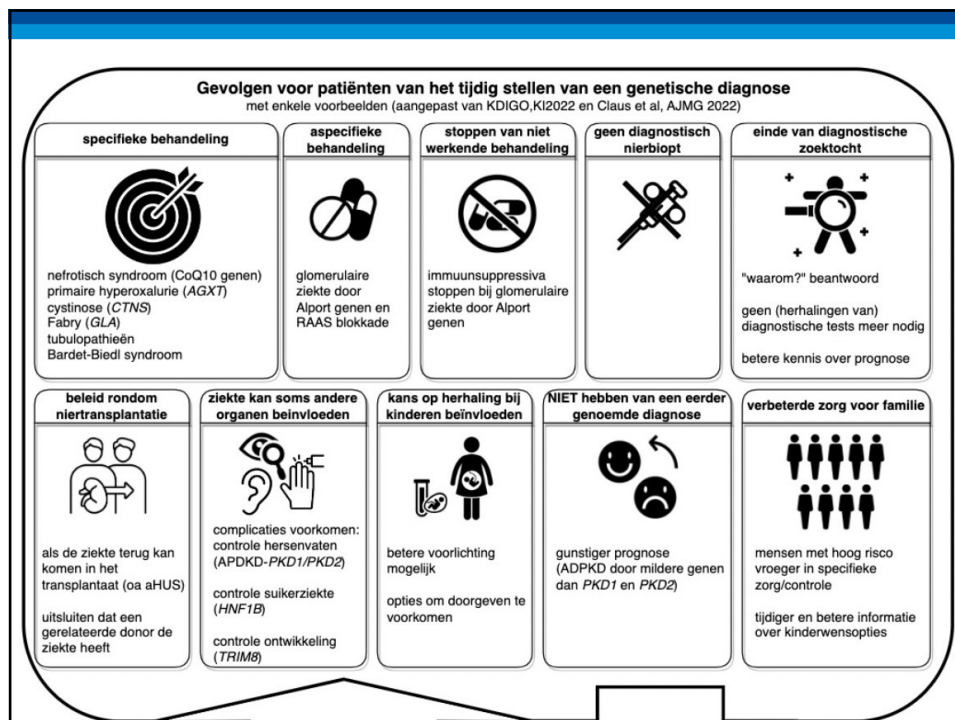 Gevolgen voor patiënten van het tijdig stellen van een genetische diagnose
met enkele voorbeelden (aangepast van KDIGO,KI2022 en Claus et al, AJMG 2022)
specifieke behandeling
nefrotisch syndroom (CoQ10 genen)
primaire hyperoxalurie (AGXT)
cystinose (CTNS)
Fabry (GLA)
tubulopathieën
Bardet-Biedl syndroom
aspecifieke
behandeling
glomerulaire
ziekte door
Alport genen en
RAAS blokkade
stoppen van niet
werkende behandeling
immuunsuppressiva
stoppen bij glomerulaire
ziekte door Alport
genen
geen diagnostisch
nierbiopt
einde van diagnostische
zoektocht
"waarom?" beantwoord
geen (herhalingen van)
diagnostische tests meer nodig
betere kennis over prognose
beleid rondom
niertransplantatie
als de ziekte terug kan
komen in het
transplantaat (oa aHUS)
uitsluiten dat een
gerelateerde donor de
ziekte heeft
ziekte kan soms andere
organen beinvloeden
complicaties voorkomen:
controle hersenvaten
(APDKD-PKD1/PKD2)
controle suikerziekte
(HNF1B)
controle ontwikkeling
(TRIM8)
kans op herhaling bij
kinderen beïnvloeden
betere voorlichting
mogelijk
opties om doorgeven te
voorkomen
NIET hebben van een eerder
genoemde diagnose
gunstiger prognose
(ADPKD door mildere genen
dan PKD1 en PKD2)
verbeterde zorg voor familie
mensen met hoog risco
vroeger in specifieke
zorg/controle
tijdiger en betere informatie
over kinderwensopties